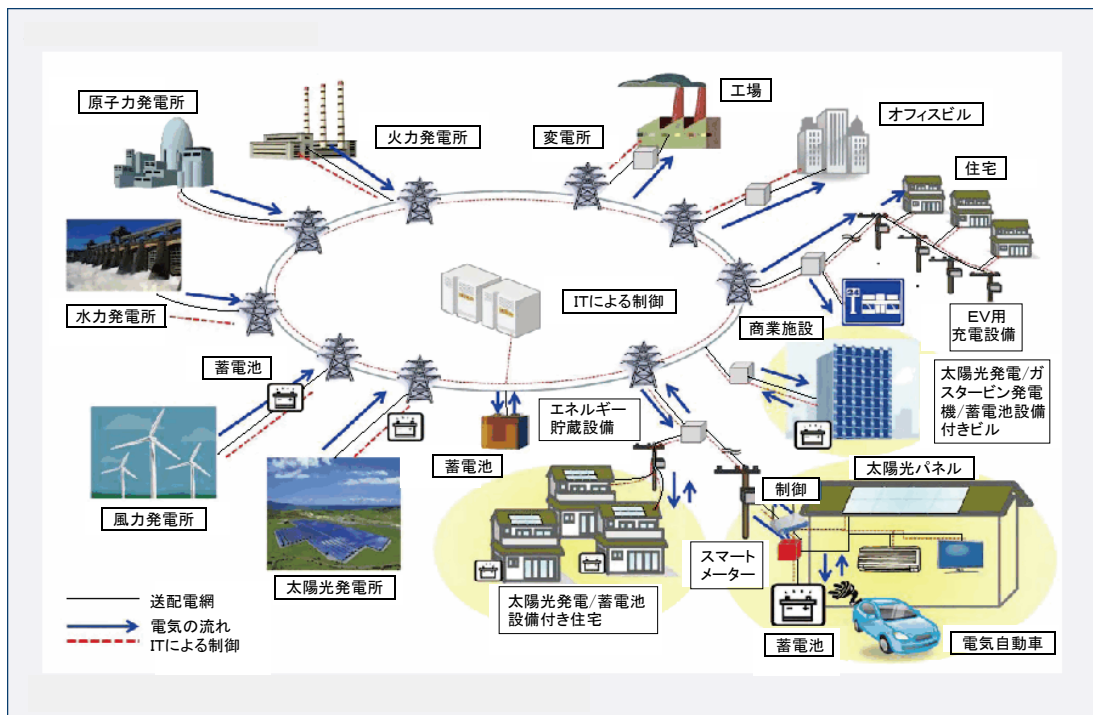 原子力発電所
火力発電所
変電所
工場
オフィスビル
住宅
水力発電所
ITによる制御
商業施設
EV用
充電設備
蓄電池
エネルギー
貯蔵設備
太陽光発電/ガ
スタービン発電
機/蓄電池設備
付きビル
風力発電所
太陽光発電所
蓄電池
太陽光パネル
制御
スマート
メーター
太陽光発電/蓄電池
設備付き住宅
蓄電池
電気自動車
送配電網
電気の流れ
ITによる制御